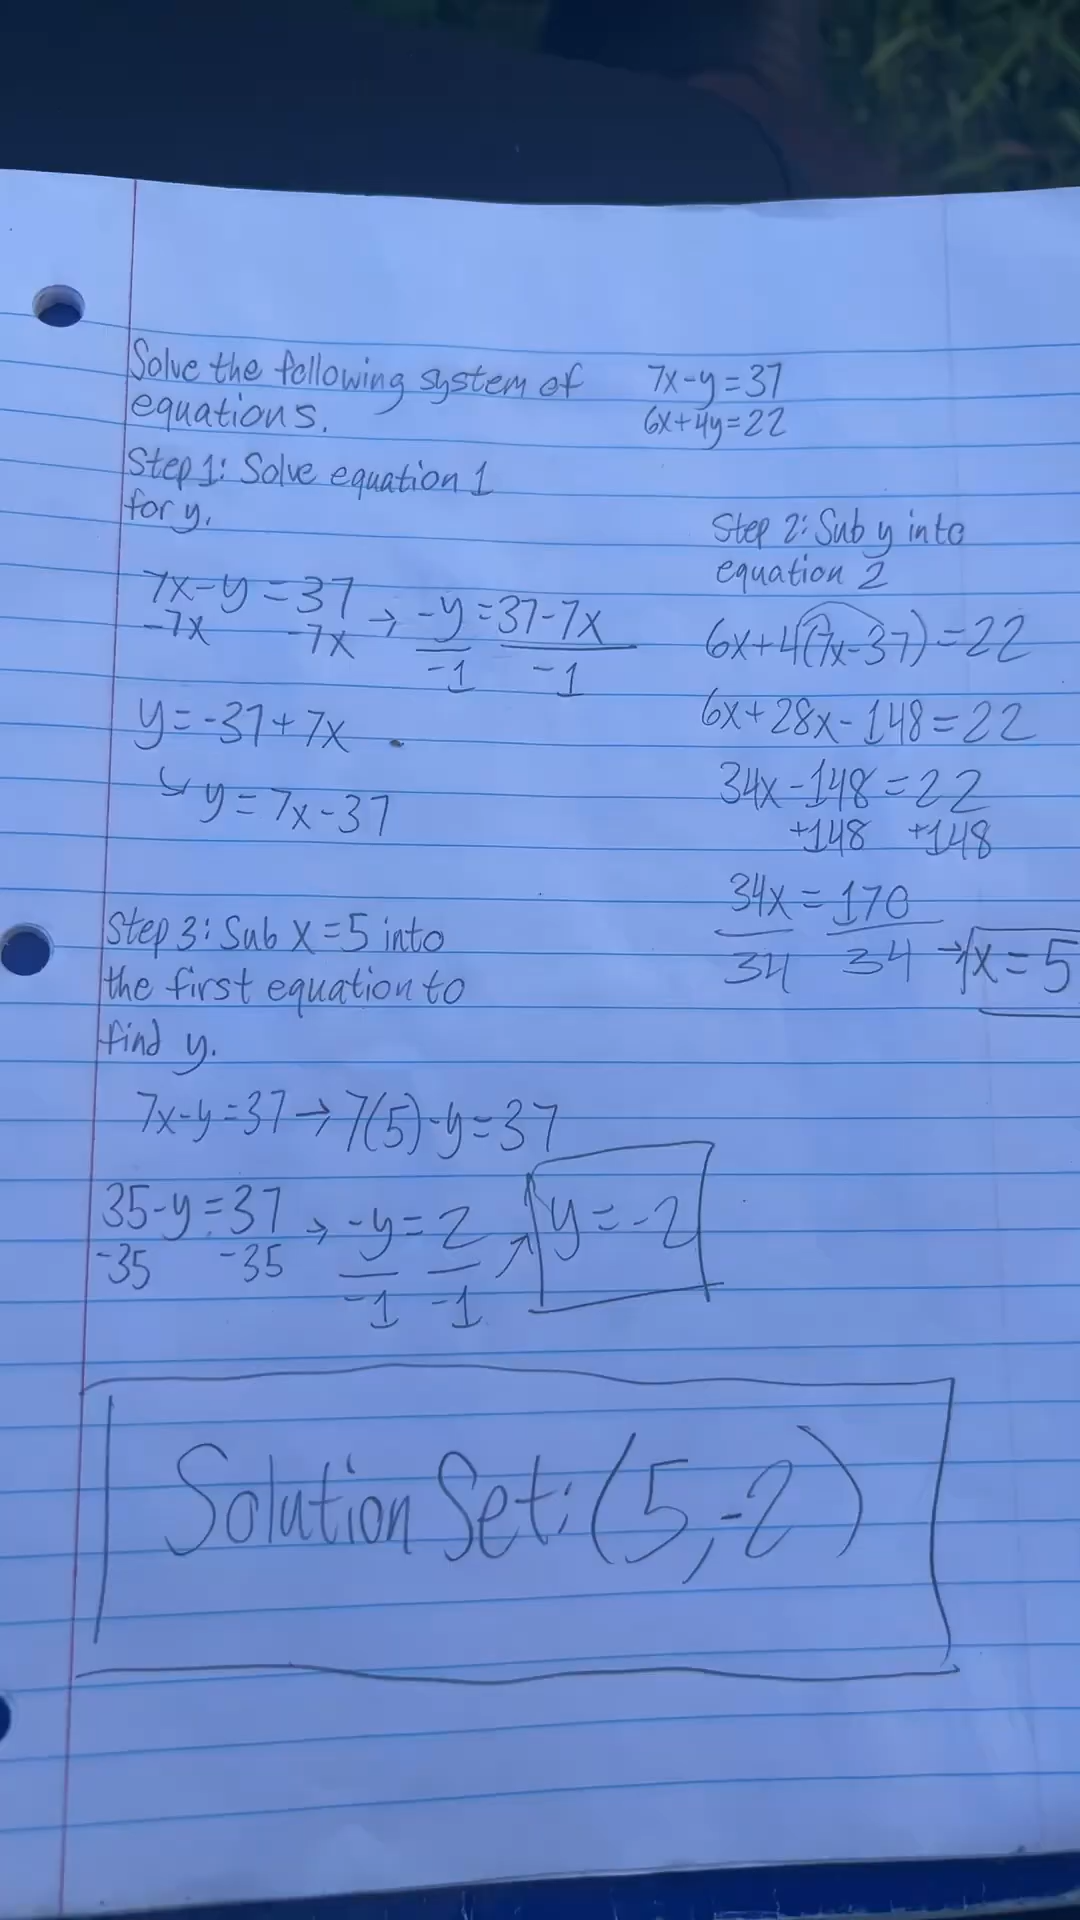 Solve the following system of
equations.
7x-y=37
6x+4y=22
Step 1: Solve equation 1
for y.
7x-y=37
-7x -7x
→ -y=37-7x
-1 -1
y=-37+7x
↳ y=7x-37
Step 2: Sub y into
equation 2
6x+4(7x-37)=22
6x+28x-148=22
34x-148=22
+148 +148
34x=170
34 34 → x=5
Step 3: Sub x=5 into
the first equation to
find y.
7x-y=37→7(5)-y=37
35-y=37 → -y=2 ↗ y=-2
-35 -35 -1 -1
Solution Set: (5,-2)